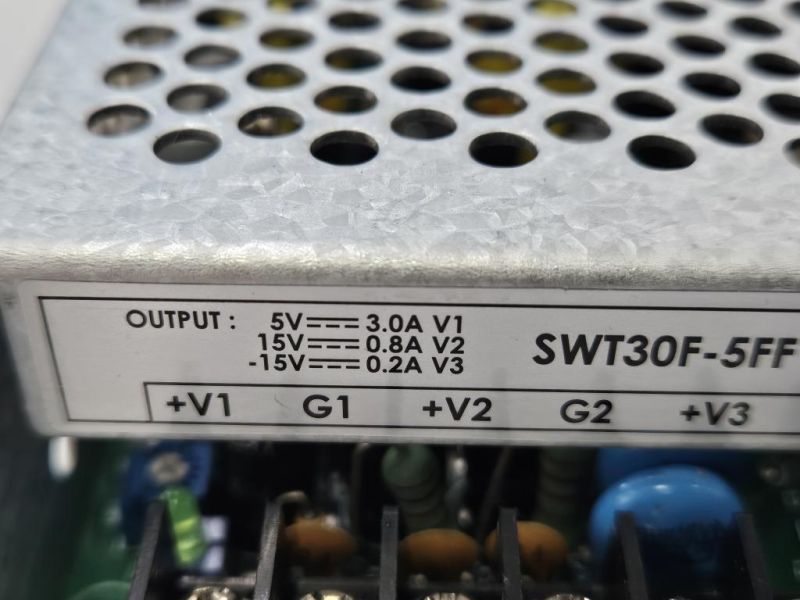 OUTPUT : 5V⎓3.0A V1
15V⎓0.8A V2
-15V⎓0.2A V3
SWT30F-5FF
+V1 G1 +V2 G2 +V3